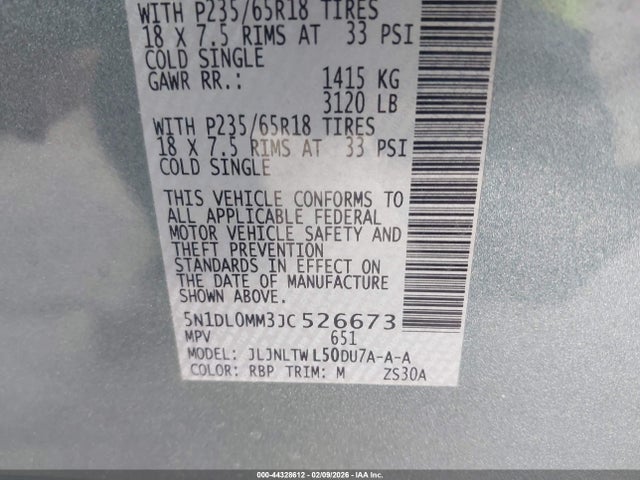 WITH P235/65R18 TIRES
18 X 7.5 RIMS AT 33 PSI
COLD SINGLE
GAWR RR.: 1415 KG
3120 LB
WITH P235/65R18 TIRES
18 X 7.5 RIMS AT 33 PSI
COLD SINGLE
THIS VEHICLE CONFORMS TO
ALL APPLICABLE FEDERAL
MOTOR VEHICLE SAFETY AND
THEFT PREVENTION
STANDARDS IN EFFECT ON
THE DATE OF MANUFACTURE
SHOWN ABOVE.
5N1DL0MM3JC526673
MPV 651
MODEL: JLJNLTWL50DU7A-A-A
COLOR: RBP TRIM: M ZS30A
000-44328612 - 02/09/2026 - IAA Inc.